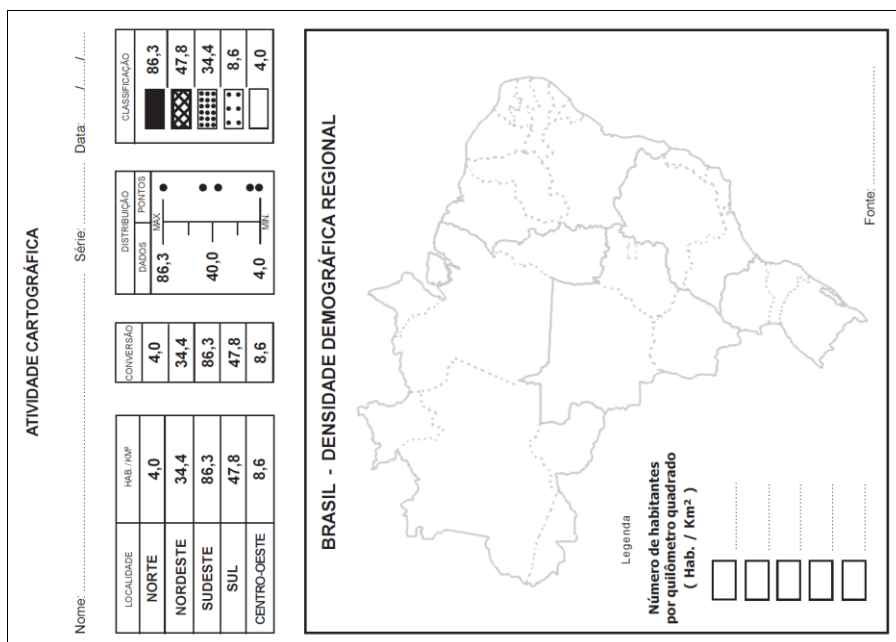 ATIVIDADE CARTOGRÁFICA
Nome: Série: Data: / /
LOCALIDADE HAB. / KM²
NORTE 4,0
NORDESTE 34,4
SUDESTE 86,3
SUL 47,8
CENTRO-OESTE 8,6
CONVERSÃO
4,0
34,4
86,3
47,8
8,6
DISTRIBUIÇÃO
DADOS PONTOS
MÁX.
86,3
40,0
4,0
MIN.
CLASSIFICAÇÃO
86,3
47,8
34,4
8,6
4,0
BRASIL - DENSIDADE DEMOGRÁFICA REGIONAL
Legenda
Número de habitantes
por quilômetro quadrado
( Hab. / Km² )
Fonte: